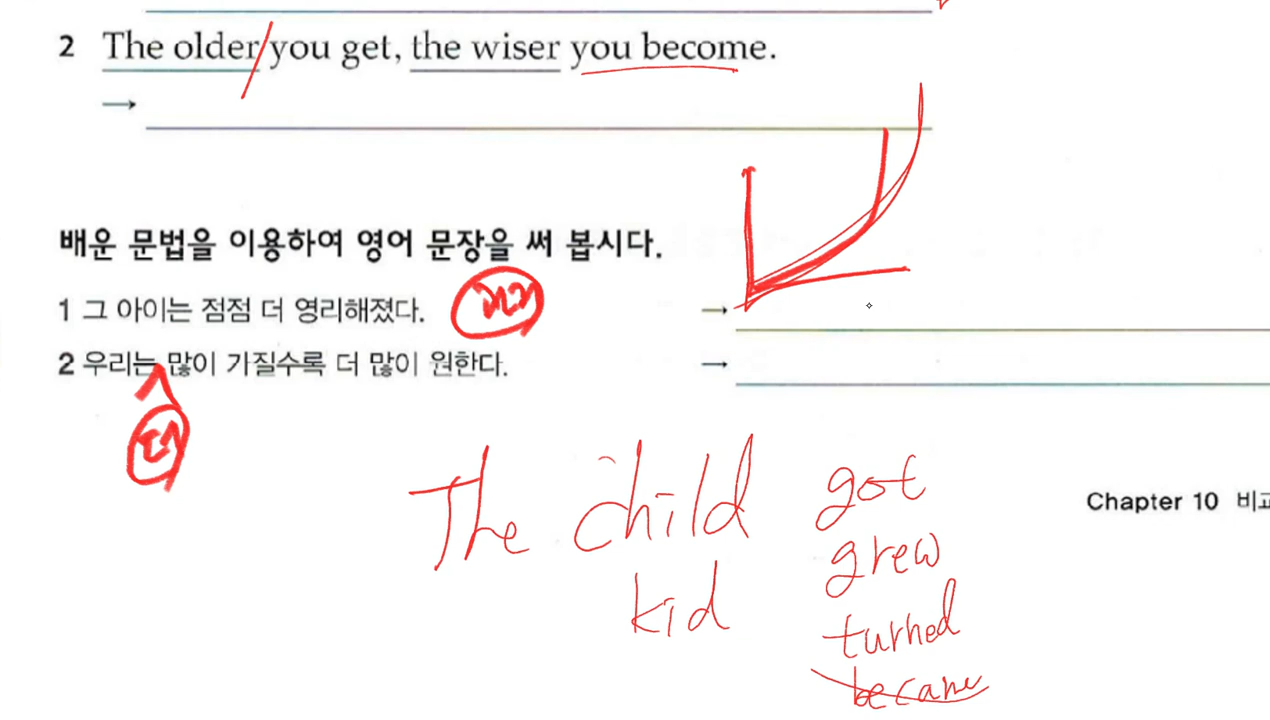 2 The older you get, the wiser you become.
→
배운 문법을 이용하여 영어 문장을 써 봅시다.
1 그 아이는 점점 더 영리해졌다. →
2 우리는 많이 가질수록 더 많이 원한다. →
더
The child got
kid grew
turned
became
Chapter 10 비교